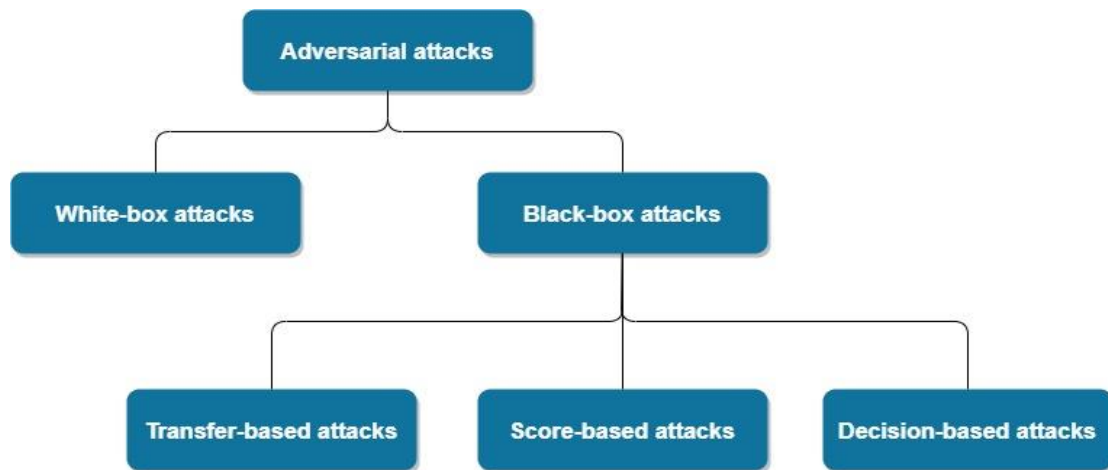 Adversarial attacks
White-box attacks
Black-box attacks
Transfer-based attacks
Score-based attacks
Decision-based attacks